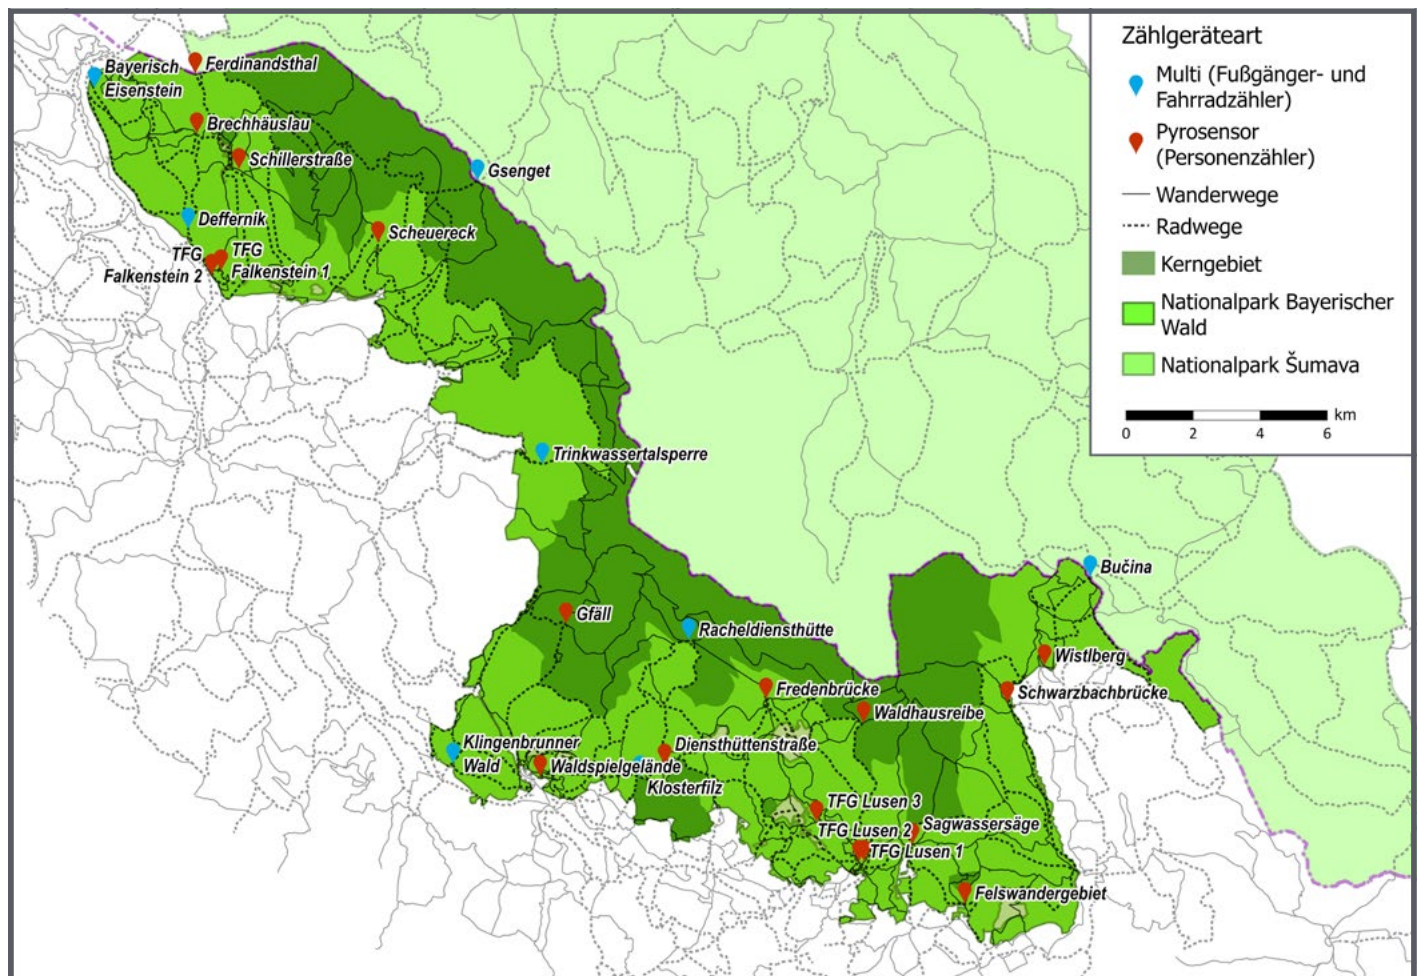 Zählgeräteart
Multi (Fußgänger- und
Fahrradzähler)
Pyrosensor
(Personenzähler)
Wanderwege
Radwege
Kerngebiet
Nationalpark Bayerischer
Wald
Nationalpark Šumava
km
0 2 4 6
Bayerisch
Eisenstein
Ferdinandsthal
Brechhäuslau
Schillerstraße
Gsenget
Deffernik
Scheuereck
TFG
Falkenstein 2
TFG
Falkenstein 1
Trinkwassertalsperre
Bučina
Gfäll
Racheldiensthütte
Wistlberg
Fredenbrücke
Schwarzbachbrücke
Waldhausreibe
Klingenbrunner
Wald
Diensthüttenstraße
Waldspielgelände
Klosterfilz
TFG Lusen 3
TFG Lusen 2
Sagwassersäge
TFG Lusen 1
Felswandergebiet